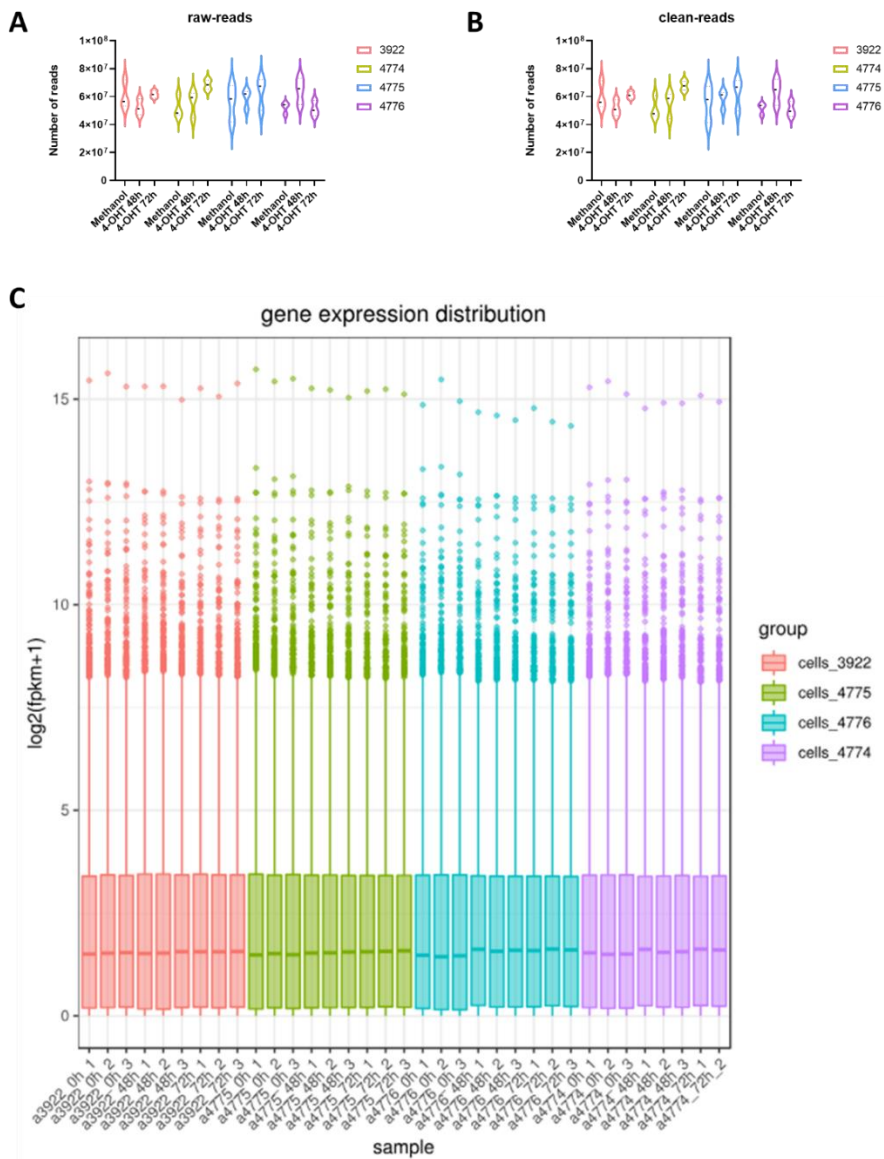 A
raw-reads
Number of reads
1×10⁸
8×10⁷
6×10⁷
4×10⁷
2×10⁷
0
Methanol
4-OHT 48h
4-OHT 72h
Methanol
4-OHT 48h
4-OHT 72h
Methanol
4-OHT 48h
4-OHT 72h
Methanol
4-OHT 48h
4-OHT 72h
3922
4774
4775
4776
B
clean-reads
Number of reads
1×10⁸
8×10⁷
6×10⁷
4×10⁷
2×10⁷
0
Methanol
4-OHT 48h
4-OHT 72h
Methanol
4-OHT 48h
4-OHT 72h
Methanol
4-OHT 48h
4-OHT 72h
Methanol
4-OHT 48h
4-OHT 72h
3922
4774
4775
4776
C
gene expression distribution
log2(fpkm+1)
15
10
5
0
a3922_0h_1
a3922_0h_2
a3922_0h_3
a3922_48h_1
a3922_48h_2
a3922_48h_3
a3922_72h_1
a3922_72h_2
a3922_72h_3
a4775_0h_1
a4775_0h_2
a4775_0h_3
a4775_48h_1
a4775_48h_2
a4775_48h_3
a4775_72h_1
a4775_72h_2
a4775_72h_3
a4776_0h_1
a4776_0h_2
a4776_0h_3
a4776_48h_1
a4776_48h_2
a4776_48h_3
a4776_72h_1
a4776_72h_2
a4776_72h_3
a4774_0h_1
a4774_0h_2
a4774_0h_3
a4774_48h_1
a4774_48h_2
a4774_48h_3
a4774_72h_1
a4774_72h_2
sample
group
cells_3922
cells_4775
cells_4776
cells_4774